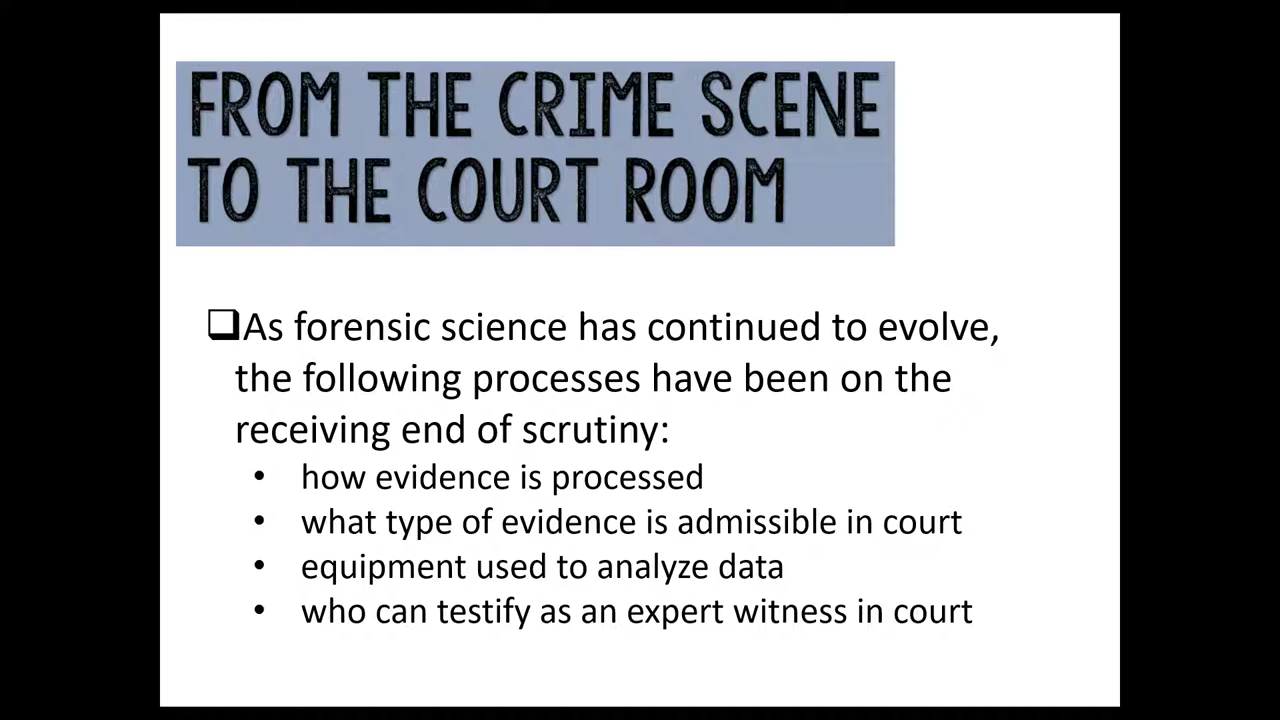 FROM THE CRIME SCENE
TO THE COURT ROOM
❑As forensic science has continued to evolve,
the following processes have been on the
receiving end of scrutiny:
• how evidence is processed
• what type of evidence is admissible in court
• equipment used to analyze data
• who can testify as an expert witness in court